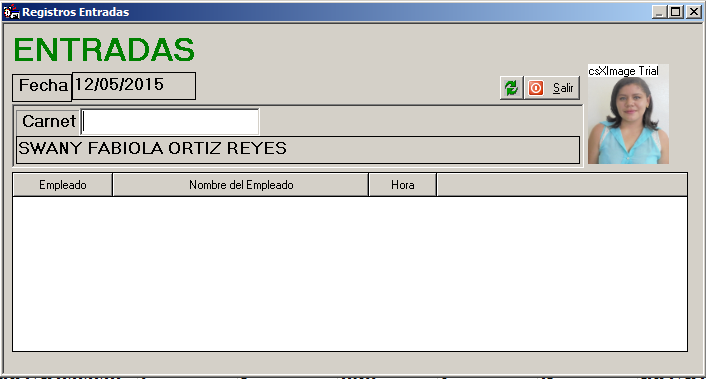 Registros Entradas
ENTRADAS
Fecha 12/05/2015
Salir
csXImage Trial
Carnet
SWANY FABIOLA ORTIZ REYES
Empleado Nombre del Empleado Hora